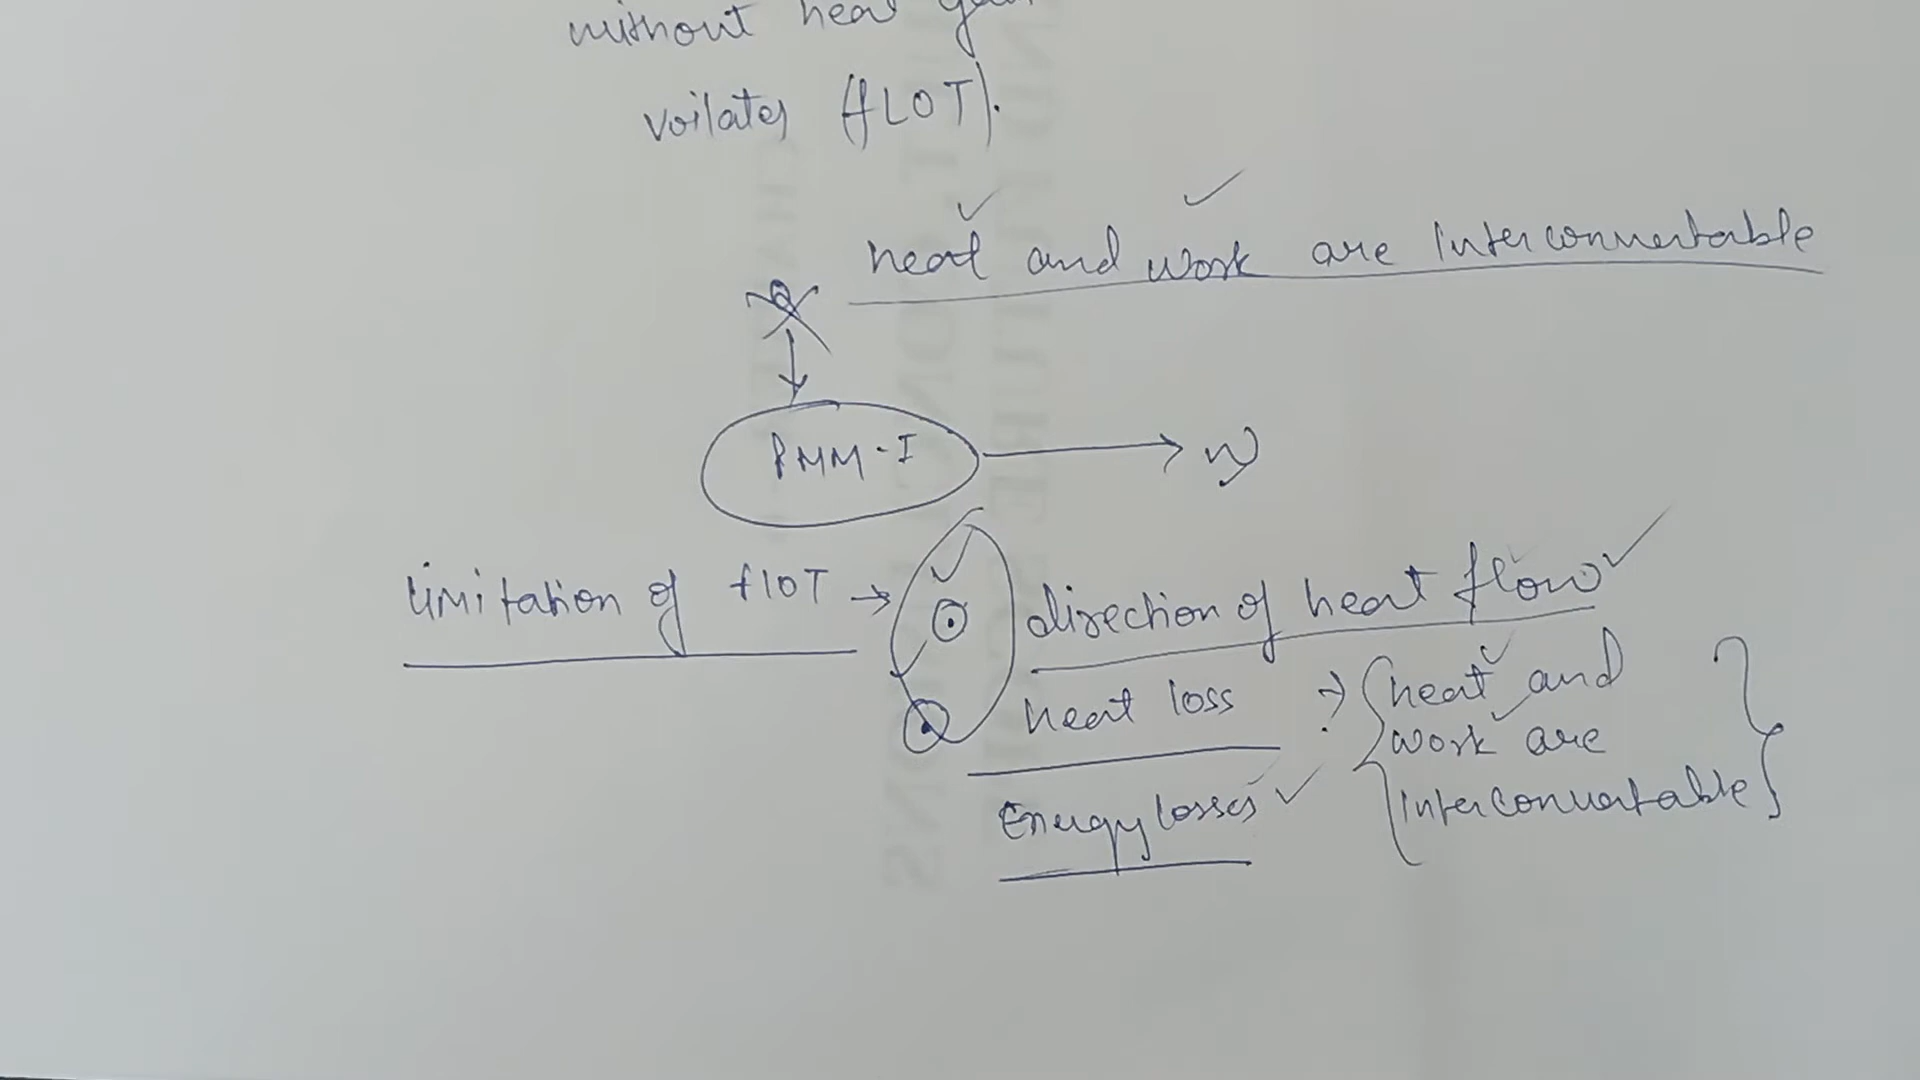 without heat
voilates (fLOT).
heat and work are Interconvertable
Q
PMM-I → W
limitation of fLOT → direction of heat flow
heat loss → heat and
work are
Interconvertable
Energy losses